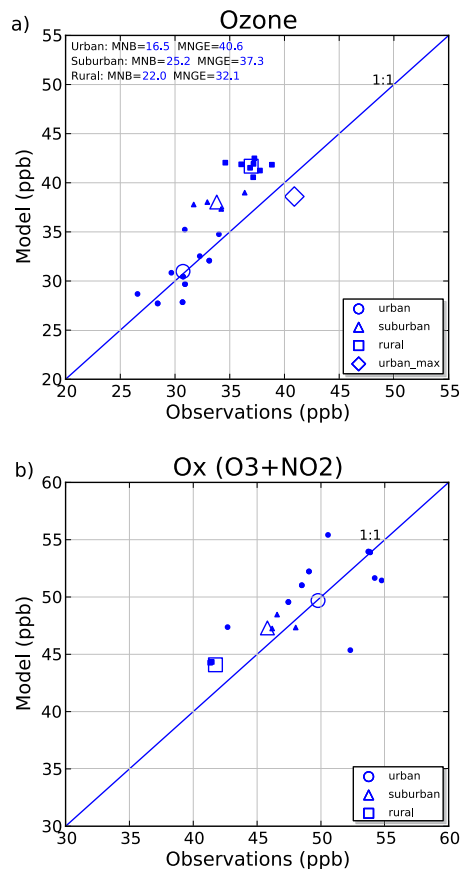 a)
Ozone
Urban: MNB=16.5 MNGE=40.6
Suburban: MNB=25.2 MNGE=37.3
Rural: MNB=22.0 MNGE=32.1
1:1
55
50
45
40
35
30
25
20
Model (ppb)
urban
suburban
rural
urban_max
20 25 30 35 40 45 50 55
Observations (ppb)
b)
Ox (O3+NO2)
1:1
60
55
50
45
40
35
30
Model (ppb)
urban
suburban
rural
30 35 40 45 50 55 60
Observations (ppb)